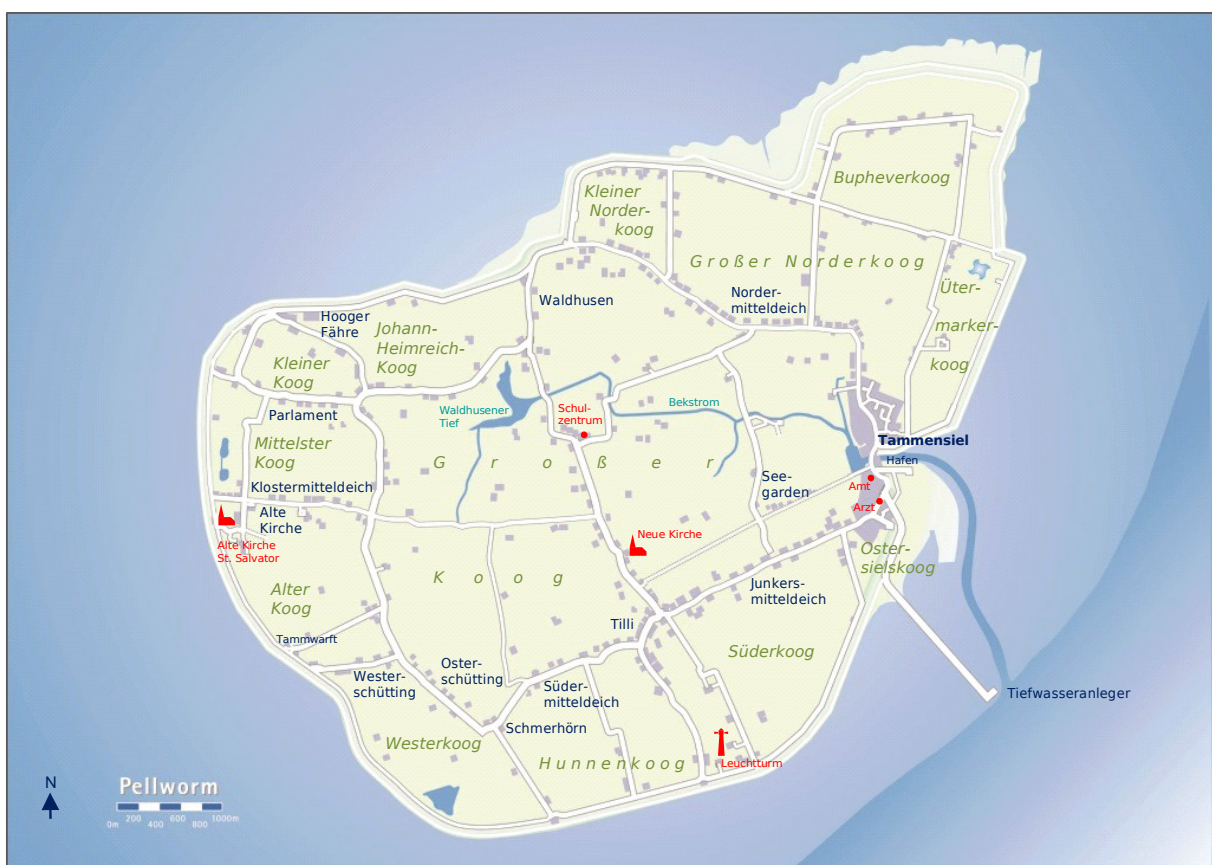 Bupheverkoog
Kleiner
Norder-
koog
Großer Norderkoog
Üter-
marker-
koog
Waldhusen
Norder-
mitteldeich
Hooger
Fähre
Johann-
Heimreich-
Koog
Kleiner
Koog
Parlament
Waldhusener
Tief
Schul-
zentrum
Bekstrom
Mittelster
Koog
Großer
Tammensiel
Hafen
Klostermitteldeich
See-
garden
Amt
Arzt
Alte
Kirche
Alte Kirche
St. Salvator
Neue Kirche
Oster-
sielskoog
Koog
Alter
Koog
Junkers-
mitteldeich
Tilli
Tammwarft
Süderkoog
Wester-
schütting
Oster-
schütting
Süder-
mitteldeich
Tiefwasseranleger
Schmerhörn
Westerkoog
Hunnenkoog
Leuchtturm
N
Pellworm
0m 200 400 600 800 1000m